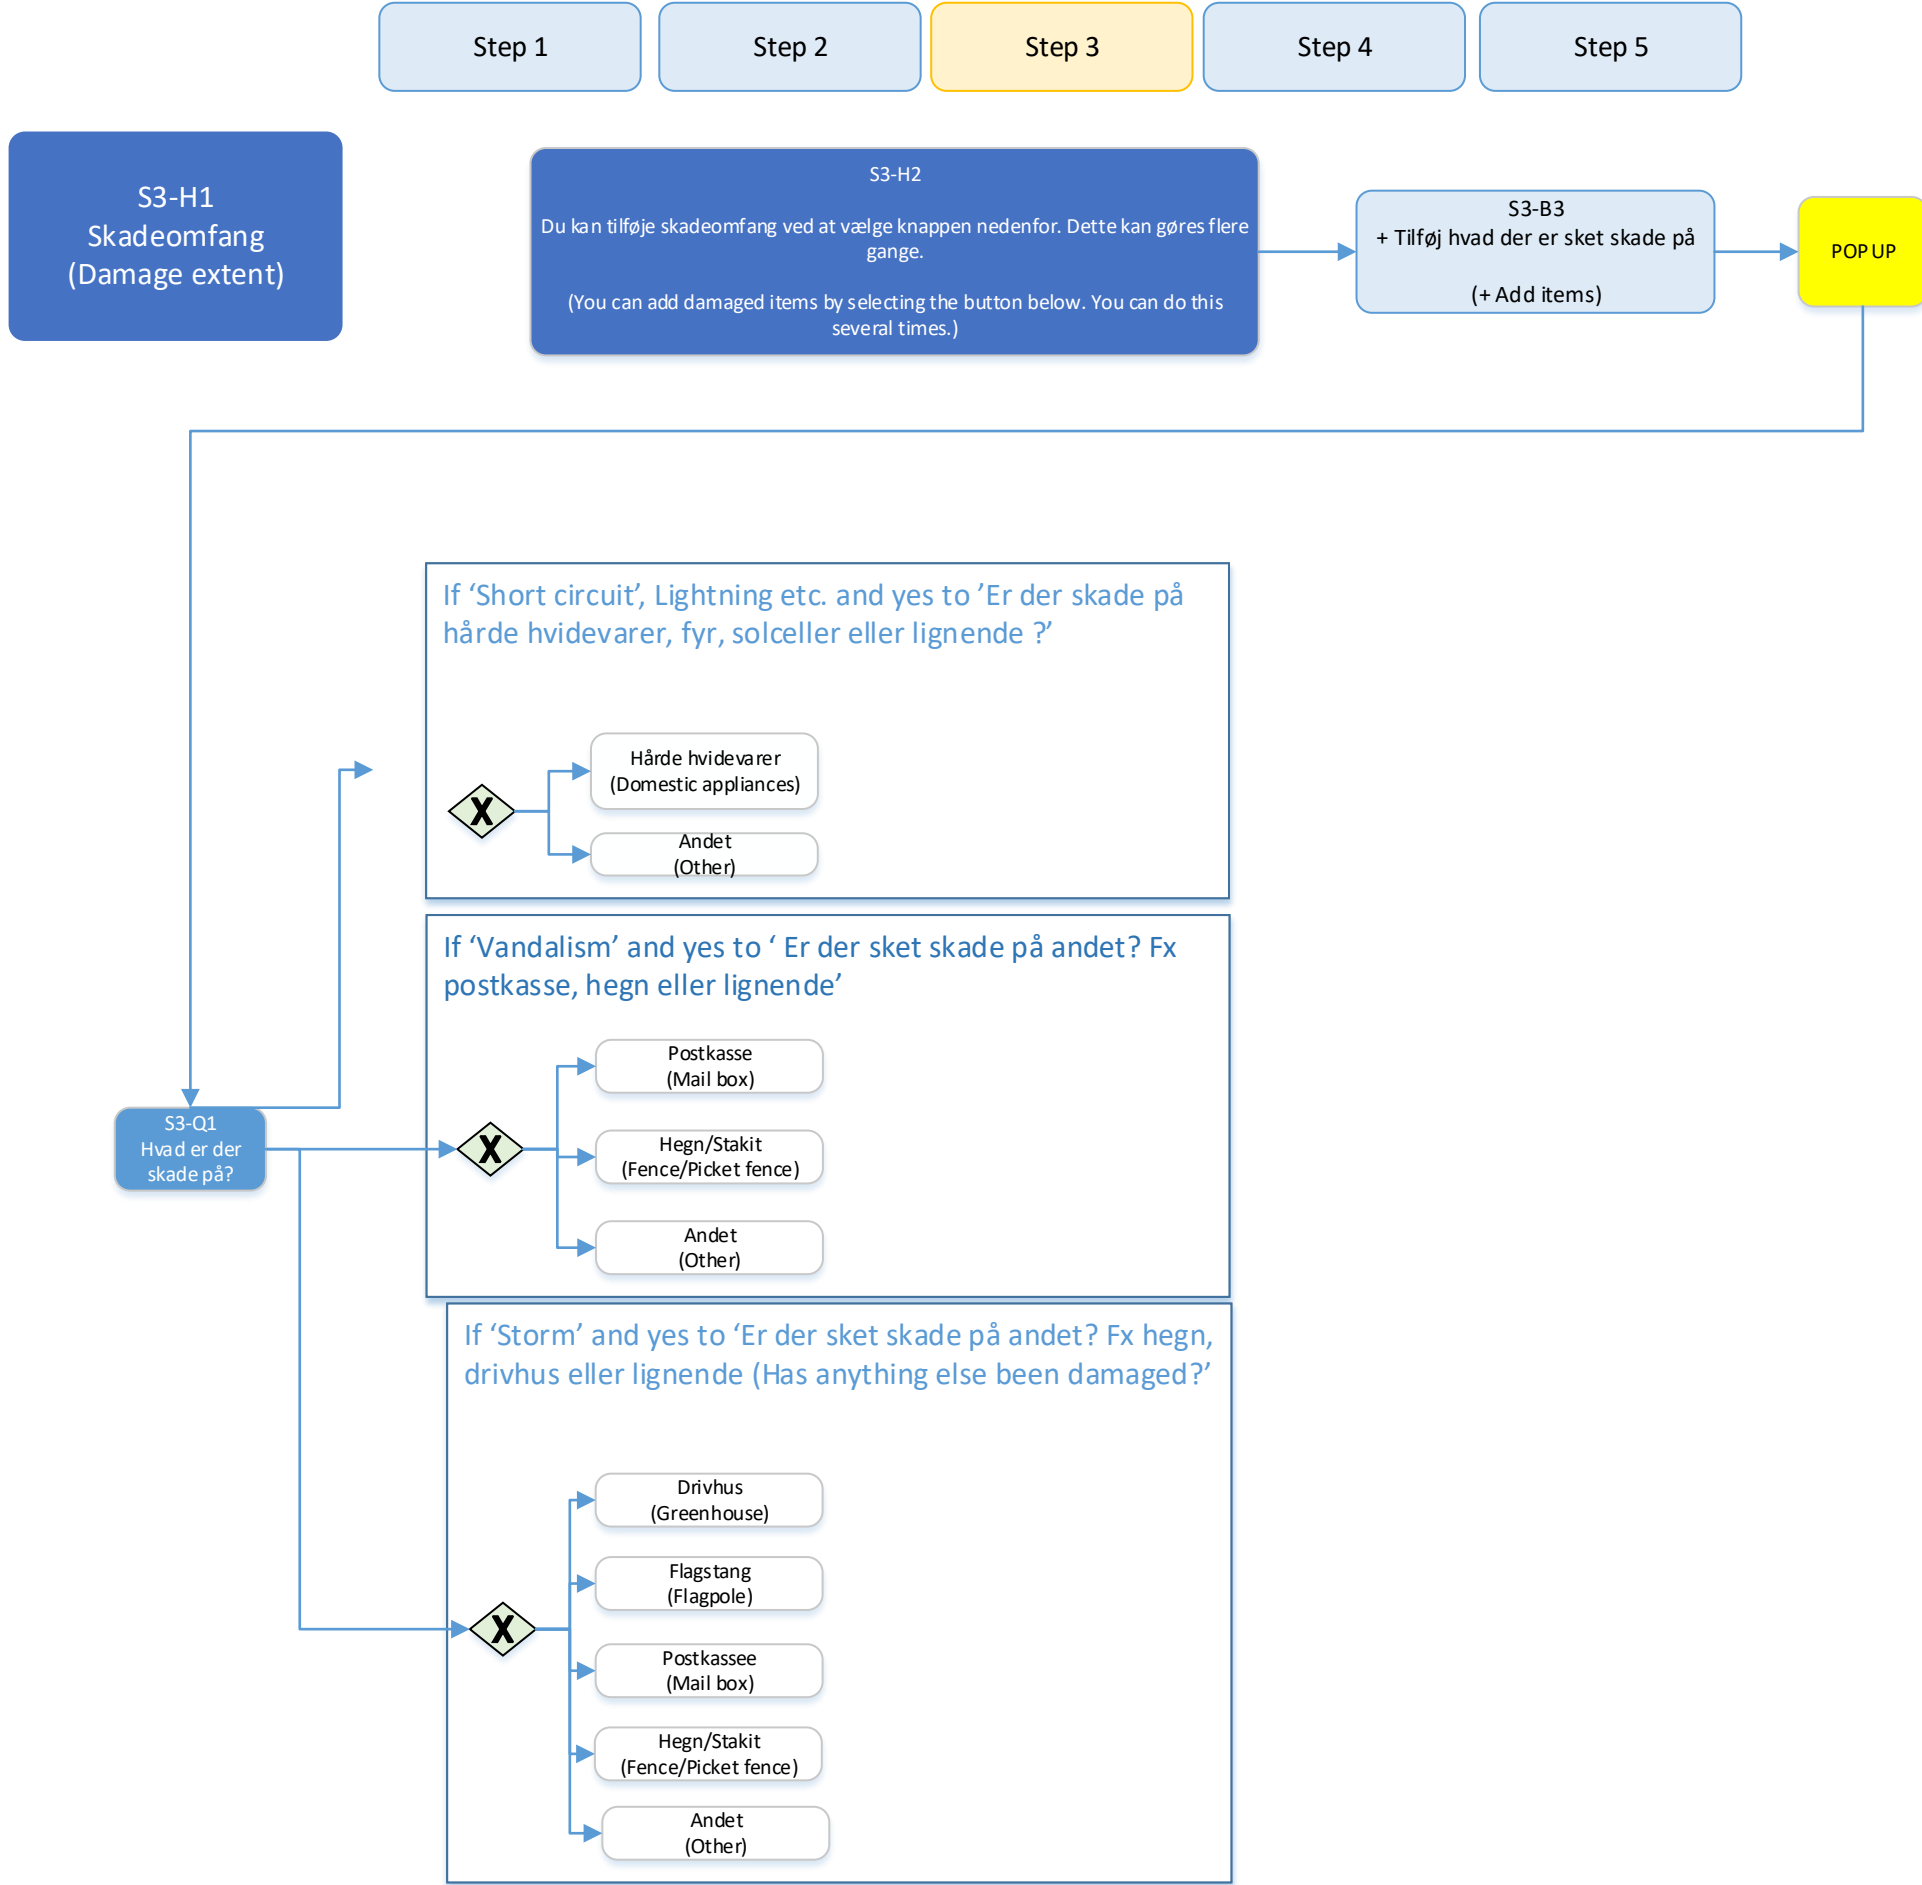 Step 1
Step 2
Step 3
Step 4
Step 5
S3-H1
Skadeomfang
(Damage extent)
S3-H2
Du kan tilføje skadeomfang ved at vælge knappen nedenfor. Dette kan gøres flere
gange.
(You can add damaged items by selecting the button below. You can do this
several times.)
S3-B3
+ Tilføj hvad der er sket skade på
(+ Add items)
POP UP
If ‘Short circuit’, Lightning etc. and yes to ’Er der skade på
hårde hvidevarer, fyr, solceller eller lignende ?’
X
Hårde hvidevarer
(Domestic appliances)
Andet
(Other)
If ‘Vandalism’ and yes to ‘ Er der sket skade på andet? Fx
postkasse, hegn eller lignende’
Postkasse
(Mail box)
S3-Q1
Hvad er der
skade på?
X
Hegn/Stakit
(Fence/Picket fence)
Andet
(Other)
If ‘Storm’ and yes to ‘Er der sket skade på andet? Fx hegn,
drivhus eller lignende (Has anything else been damaged?’
Drivhus
(Greenhouse)
Flagstang
(Flagpole)
X
Postkassee
(Mail box)
Hegn/Stakit
(Fence/Picket fence)
Andet
(Other)